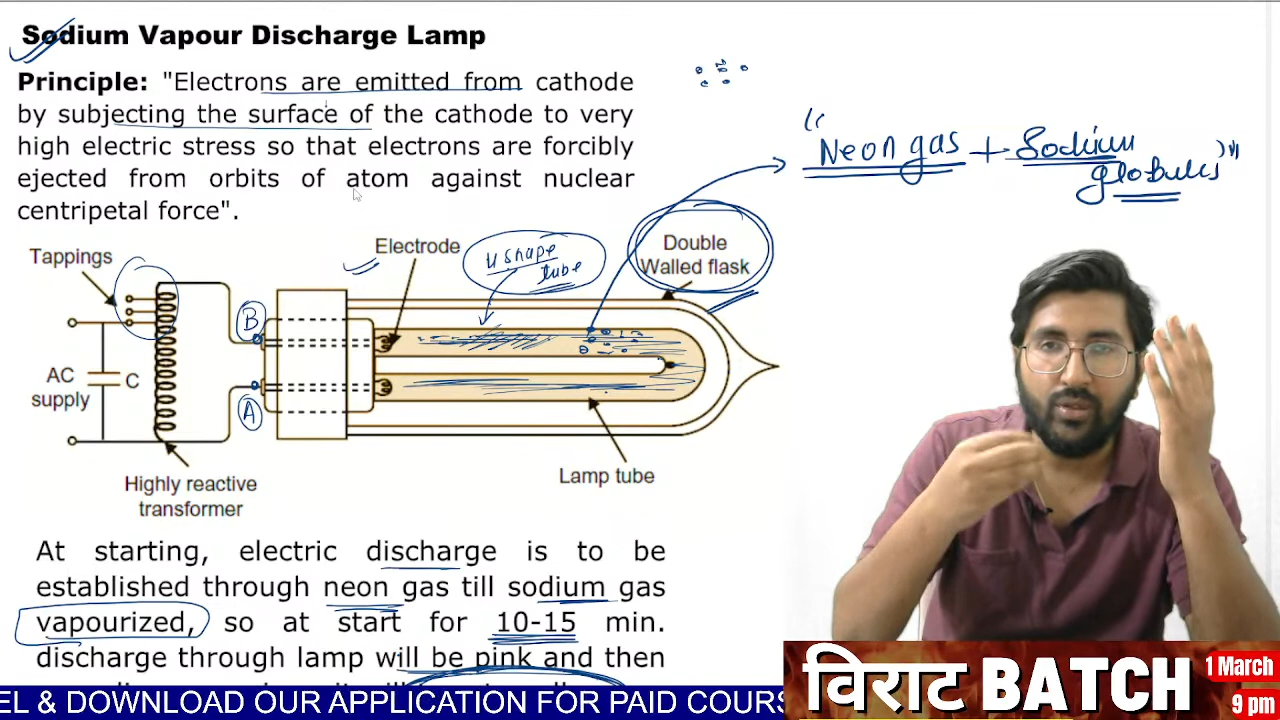 Sodium Vapour Discharge Lamp
Principle: "Electrons are emitted from cathode
by subjecting the surface of the cathode to very
high electric stress so that electrons are forcibly
ejected from orbits of atom against nuclear
centripetal force".
"Neon gas + Sodium
globules"
Tappings
Electrode
U shape
tube
Double
Walled flask
B
AC
supply
C
A
Highly reactive
transformer
Lamp tube
At starting, electric discharge is to be
established through neon gas till sodium gas
vapourized, so at start for 10-15 min.
discharge through lamp will be pink and then
विराट BATCH
1 March
9 pm
EL & DOWNLOAD OUR APPLICATION FOR PAID COURS